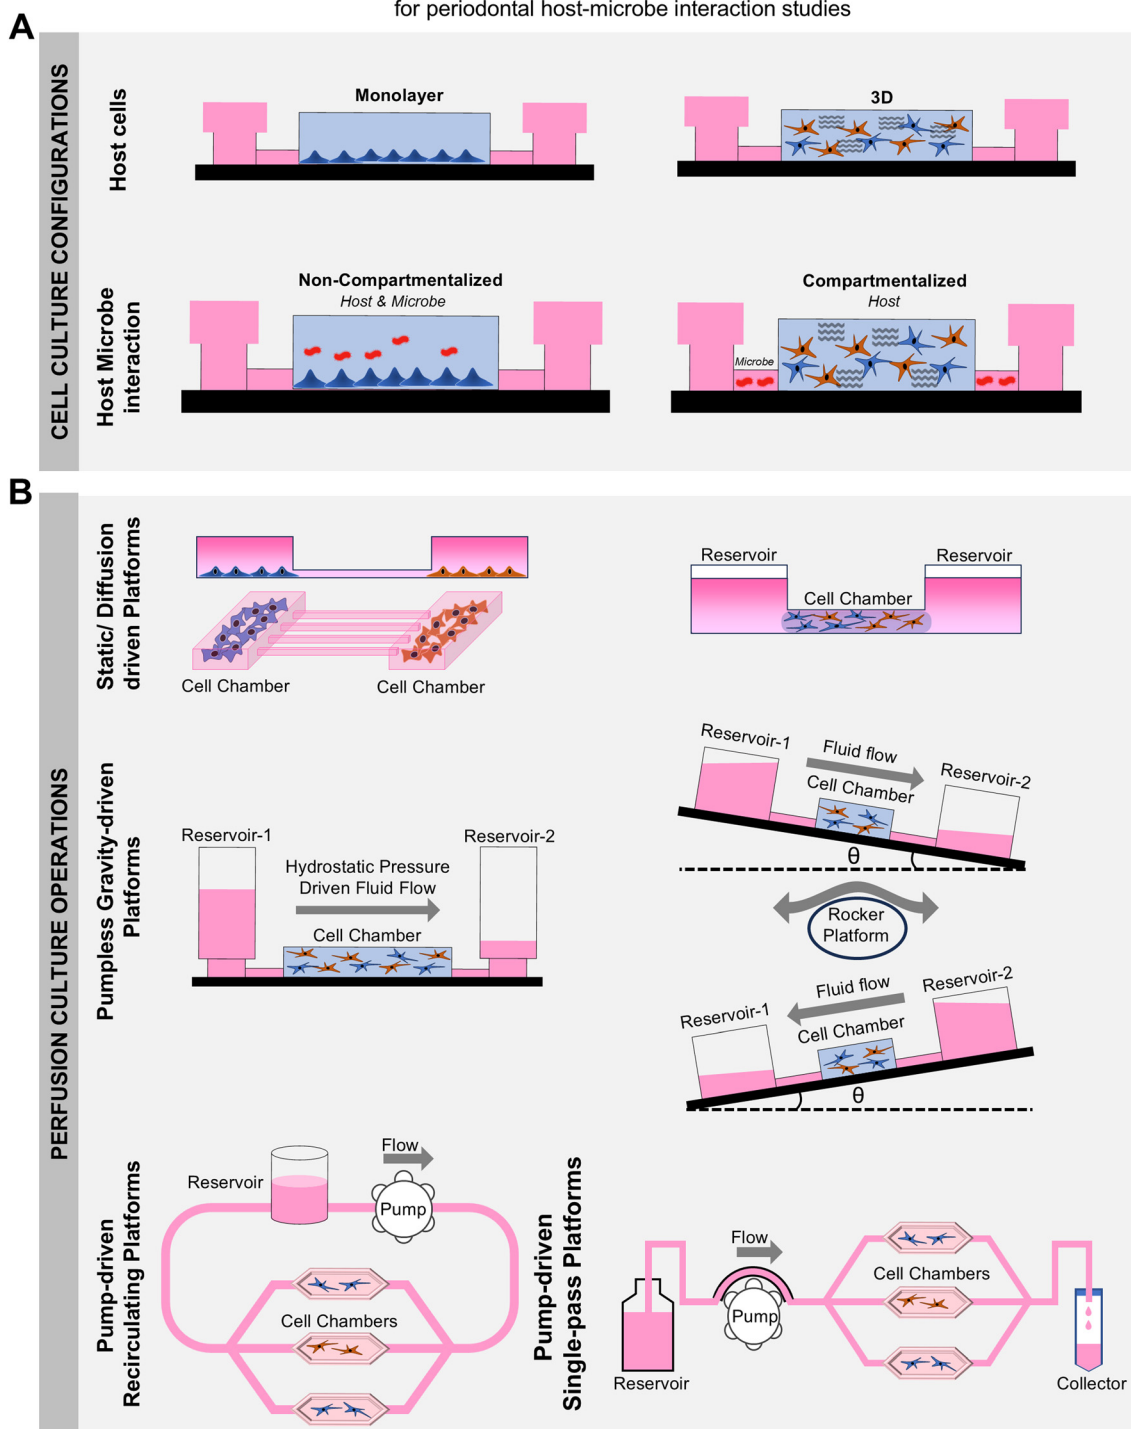 for periodontal host-microbe interaction studies
A
CELL CULTURE CONFIGURATIONS
Host cells
Monolayer
3D
Host Microbe
interaction
Non-Compartmentalized
Host & Microbe
Compartmentalized
Host
Microbe
B
PERFUSION CULTURE OPERATIONS
Static/ Diffusion
driven Platforms
Cell Chamber
Cell Chamber
Reservoir
Reservoir
Cell Chamber
Pumpless Gravity-driven
Platforms
Reservoir-1
Reservoir-2
Hydrostatic Pressure
Driven Fluid Flow
Cell Chamber
Reservoir-1
Fluid flow
Reservoir-2
Cell Chamber
θ
Rocker
Platform
Reservoir-1
Fluid flow
Reservoir-2
Cell Chamber
θ
Pump-driven
Recirculating Platforms
Reservoir
Flow
Pump
Cell Chambers
Pump-driven
Single-pass Platforms
Flow
Pump
Cell Chambers
Reservoir
Collector